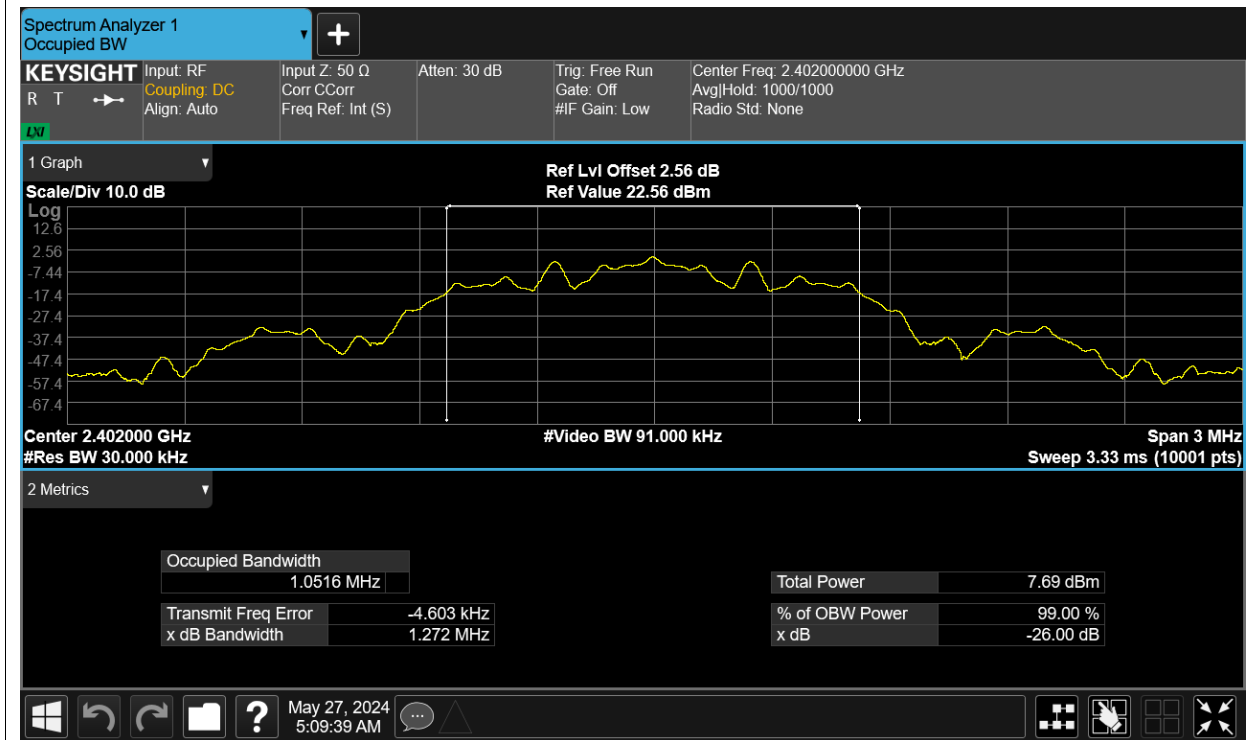 Spectrum Analyzer 1
Occupied BW
KEYSIGHT
R T
LXI
Input: RF
Coupling: DC
Align: Auto
Input Z: 50 Ω
Corr CCorr
Freq Ref: Int (S)
Atten: 30 dB
Trig: Free Run
Gate: Off
#IF Gain: Low
Center Freq: 2.402000000 GHz
Avg|Hold: 1000/1000
Radio Std: None
1 Graph
Scale/Div 10.0 dB
Ref Lvl Offset 2.56 dB
Ref Value 22.56 dBm
Log
12.6
2.56
-7.44
-17.4
-27.4
-37.4
-47.4
-57.4
-67.4
Center 2.402000 GHz
#Res BW 30.000 kHz
#Video BW 91.000 kHz
Span 3 MHz
Sweep 3.33 ms (10001 pts)
2 Metrics
Occupied Bandwidth
1.0516 MHz
Transmit Freq Error -4.603 kHz
x dB Bandwidth 1.272 MHz
Total Power 7.69 dBm
% of OBW Power 99.00 %
x dB -26.00 dB
?
May 27, 2024
5:09:39 AM